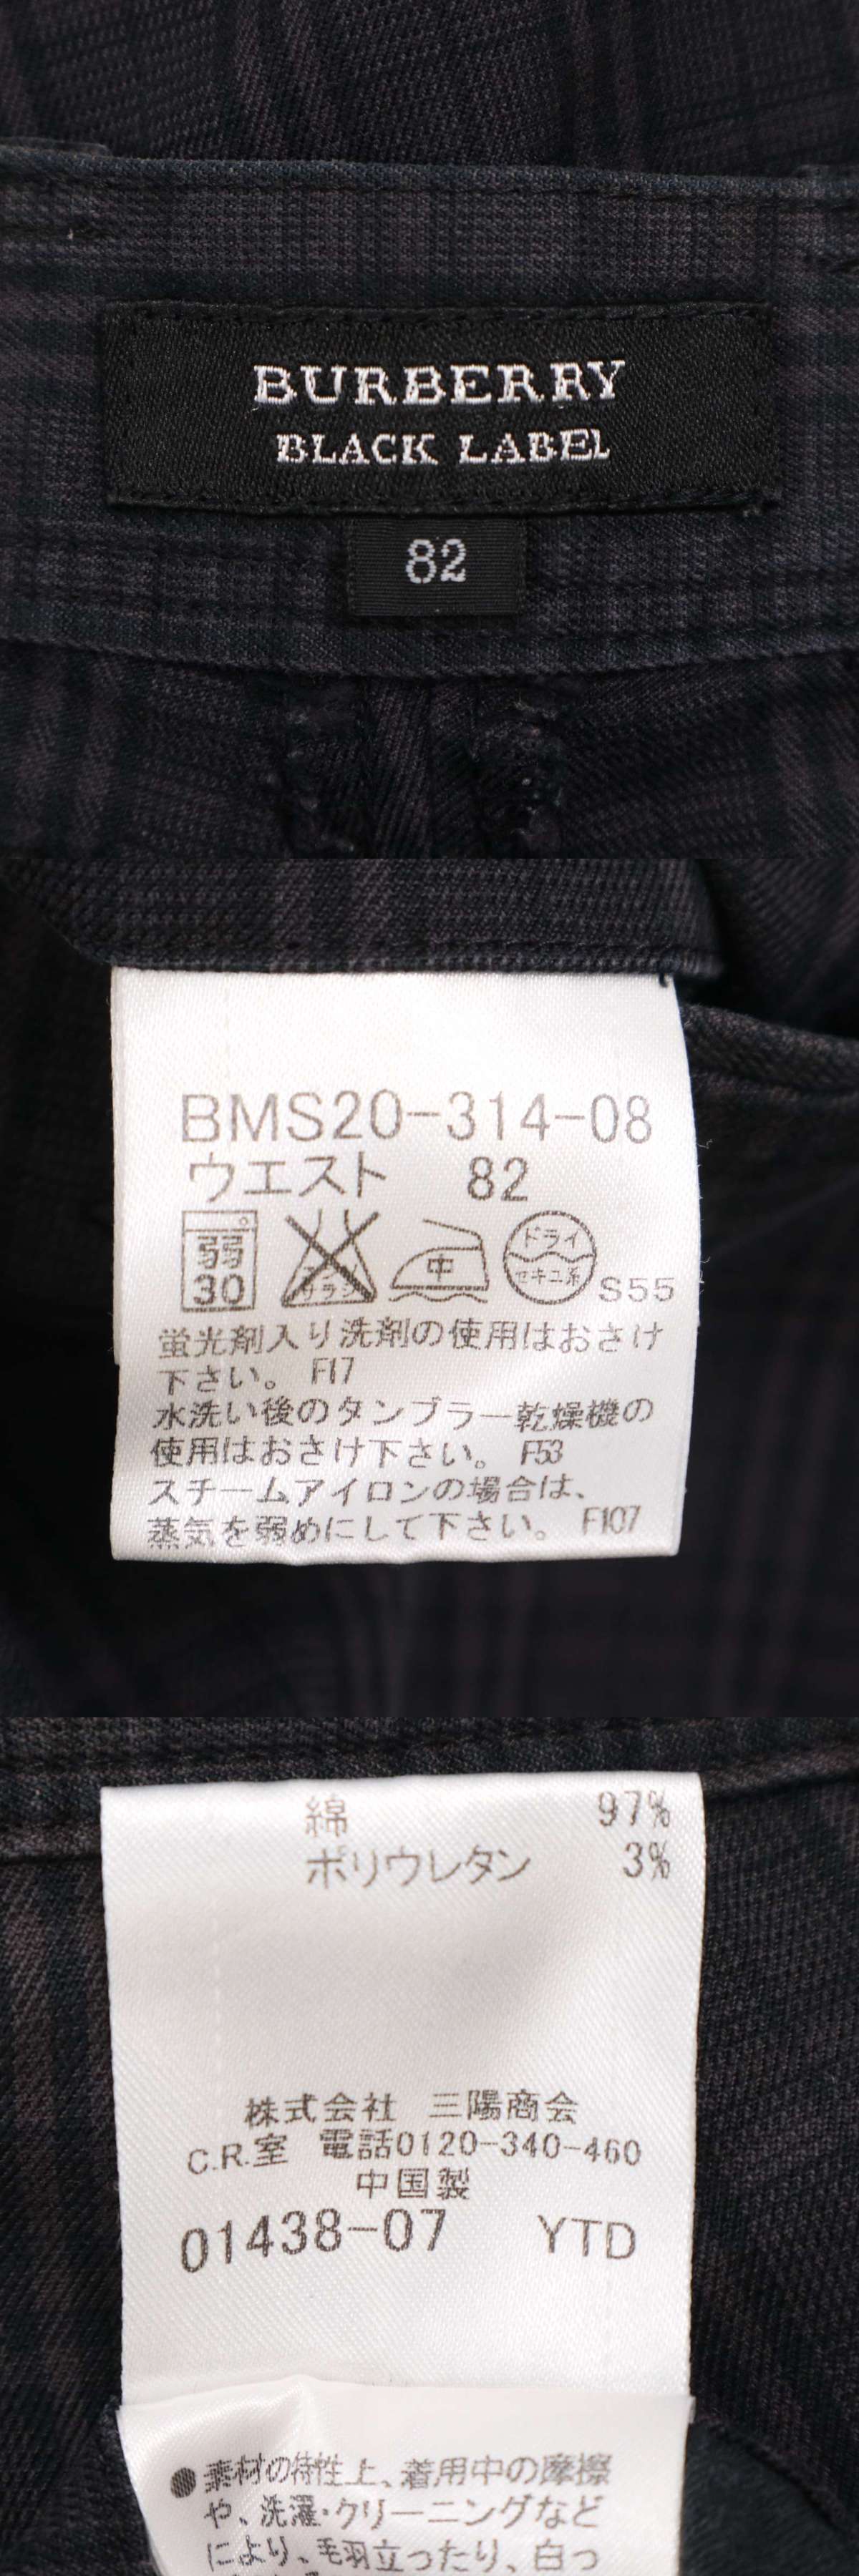 BURBERRY
BLACK LABEL
82
BMS20-314-08
ウエスト 82
弱
30
サラシ
中
ドライ
セキユ系
S55
蛍光剤入り洗剤の使用はおさけ
下さい。 F17
水洗い後のタンブラー乾燥機の
使用はおさけ下さい。 F53
スチームアイロンの場合は、
蒸気を弱めにして下さい。 F107
綿 97%
ポリウレタン 3%
株式会社 三陽商会
C.R.室 電話0120-340-460
中国製
01438-07 YTD
●素材の特性上、着用中の摩擦
や、洗濯・クリーニングなど
により、毛羽立ったり、白っ